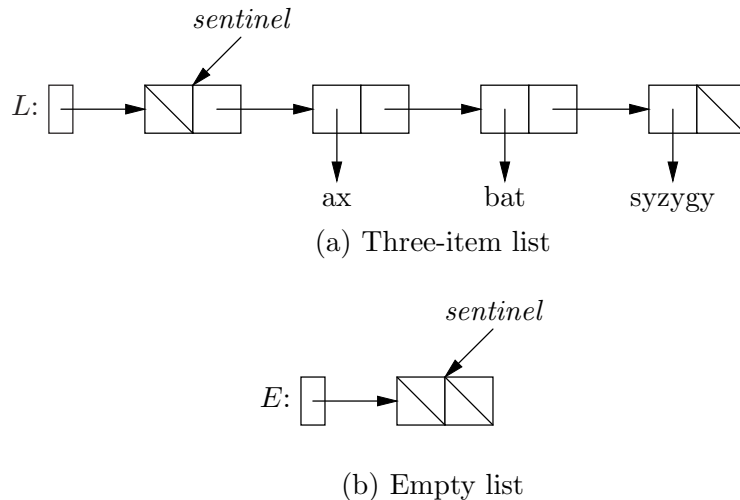 sentinel
L:
ax bat syzygy
(a) Three-item list
sentinel
E:
(b) Empty list